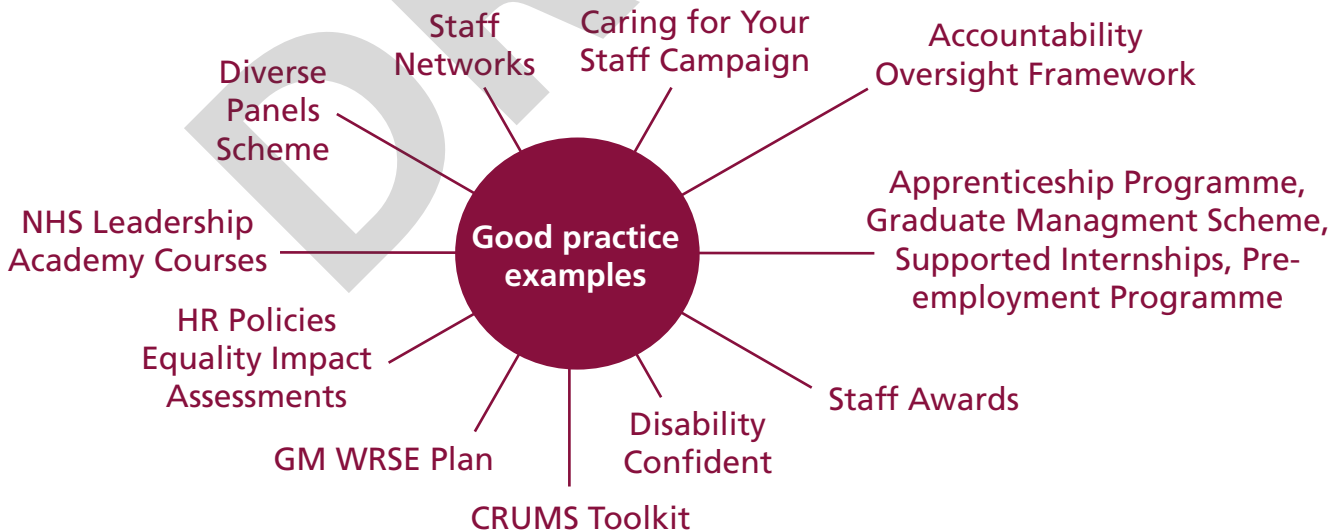 Staff
Networks
Caring for Your
Staff Campaign
Accountability
Oversight Framework
Diverse
Panels
Scheme
Apprenticeship Programme,
Graduate Managment Scheme,
Supported Internships, Pre-
employment Programme
NHS Leadership
Academy Courses
Good practice
examples
HR Policies
Equality Impact
Assessments
Staff Awards
Disability
Confident
GM WRSE Plan
CRUMS Toolkit